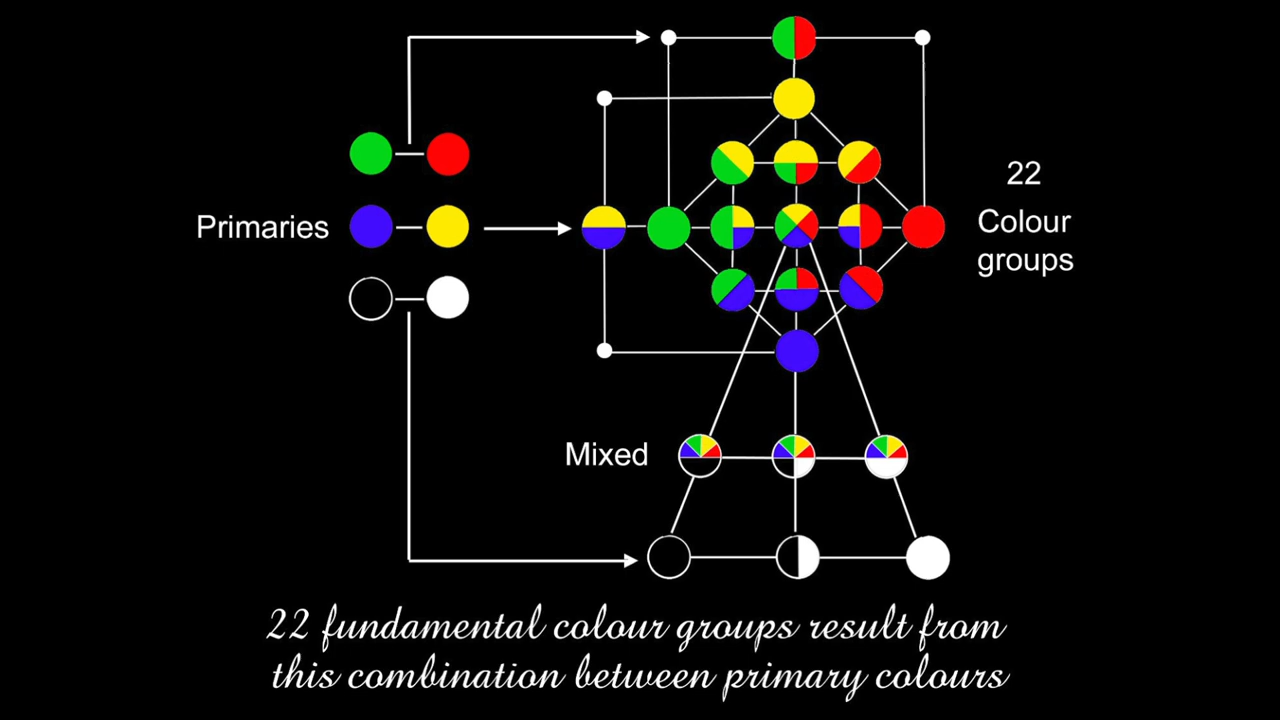 Primaries
22
Colour
groups
Mixed
22 fundamental colour groups result from
this combination between primary colours